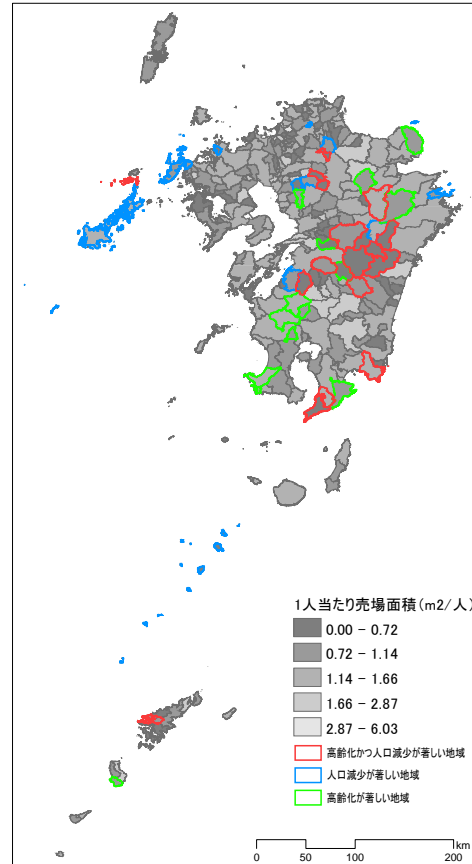 1人当たり売場面積(m2/人)
0.00 - 0.72
0.72 - 1.14
1.14 - 1.66
1.66 - 2.87
2.87 - 6.03
高齢化かつ人口減少が著しい地域
人口減少が著しい地域
高齢化が著しい地域
km
0 50 100 200